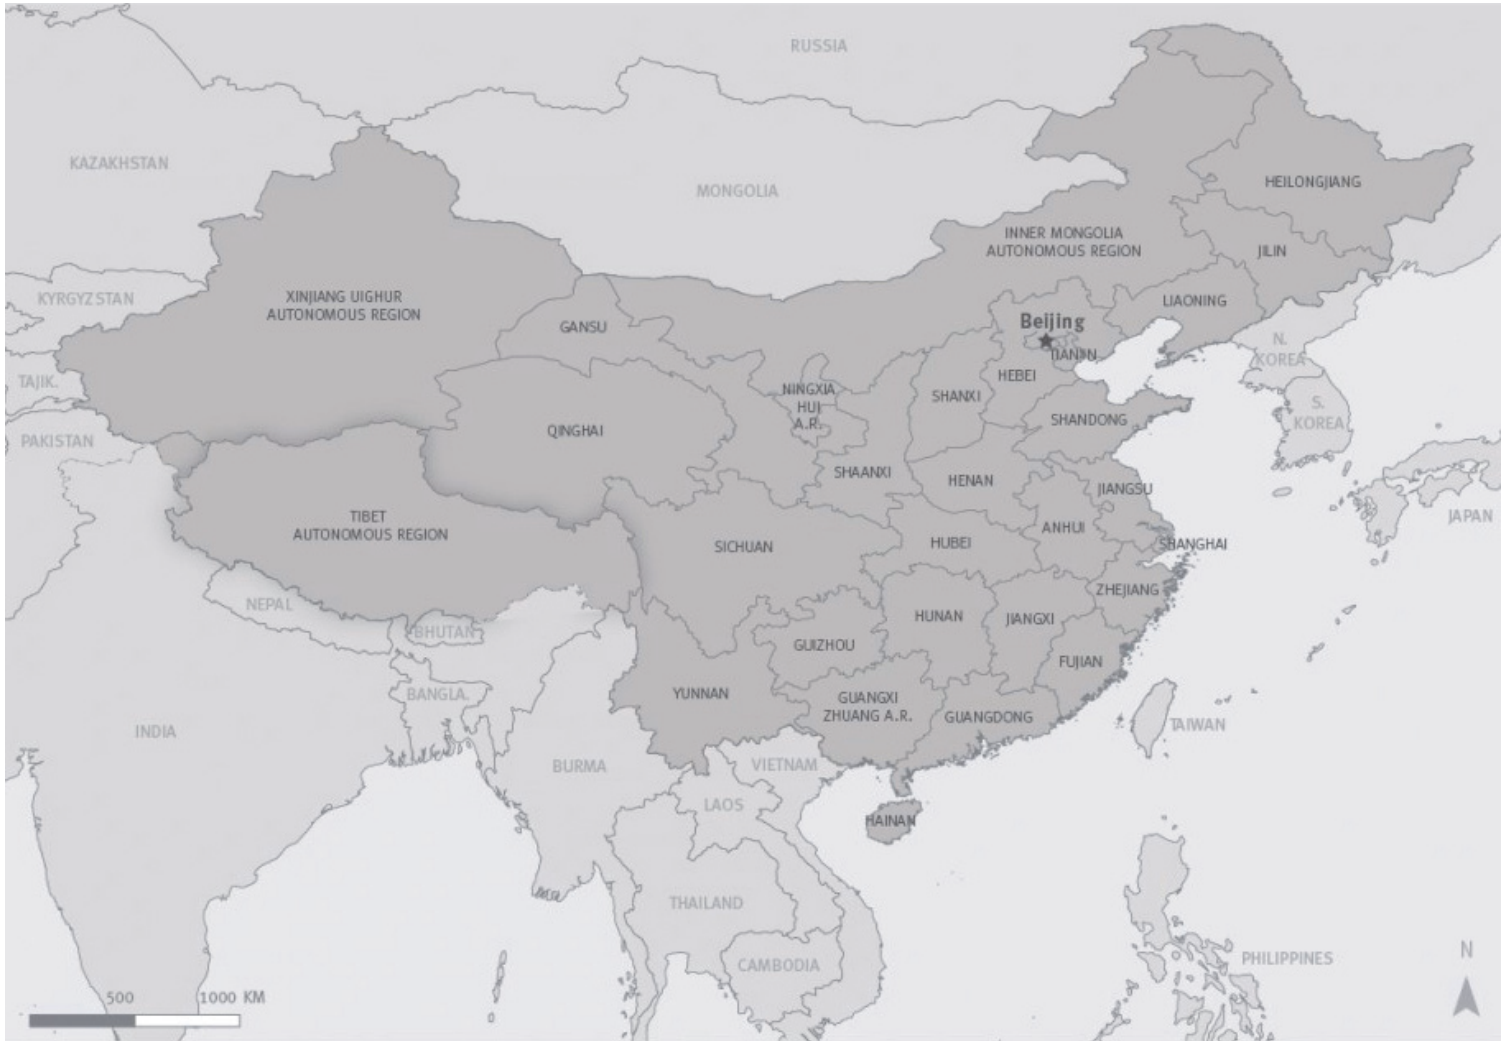 RUSSIA
KAZAKHSTAN
MONGOLIA
HEILONGJIANG
INNER MONGOLIA
AUTONOMOUS REGION
JILIN
KYRGYZSTAN
XINJIANG UIGHUR
AUTONOMOUS REGION
LIAONING
GANSU
Beijing
TIANJIN
N.
KOREA
TAJIK.
HEBEI
NINGXIA
HUI
A.R.
SHANXI
S.
KOREA
SHANDONG
PAKISTAN
QINGHAI
SHAANXI
HENAN
JIANGSU
TIBET
AUTONOMOUS REGION
JAPAN
ANHUI
SICHUAN
HUBEI
SHANGHAI
ZHEJIANG
NEPAL
HUNAN
JIANGXI
BHUTAN
GUIZHOU
FUJIAN
BANGLA.
YUNNAN
GUANGXI
ZHUANG A.R.
GUANGDONG
TAIWAN
INDIA
BURMA
VIETNAM
LAOS
HAINAN
THAILAND
CAMBODIA
PHILIPPINES
N
500 1000 KM